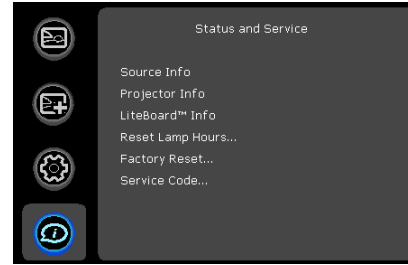 Status and Service
Source Info
Projector Info
LiteBoard™ Info
Reset Lamp Hours...
Factory Reset...
Service Code...